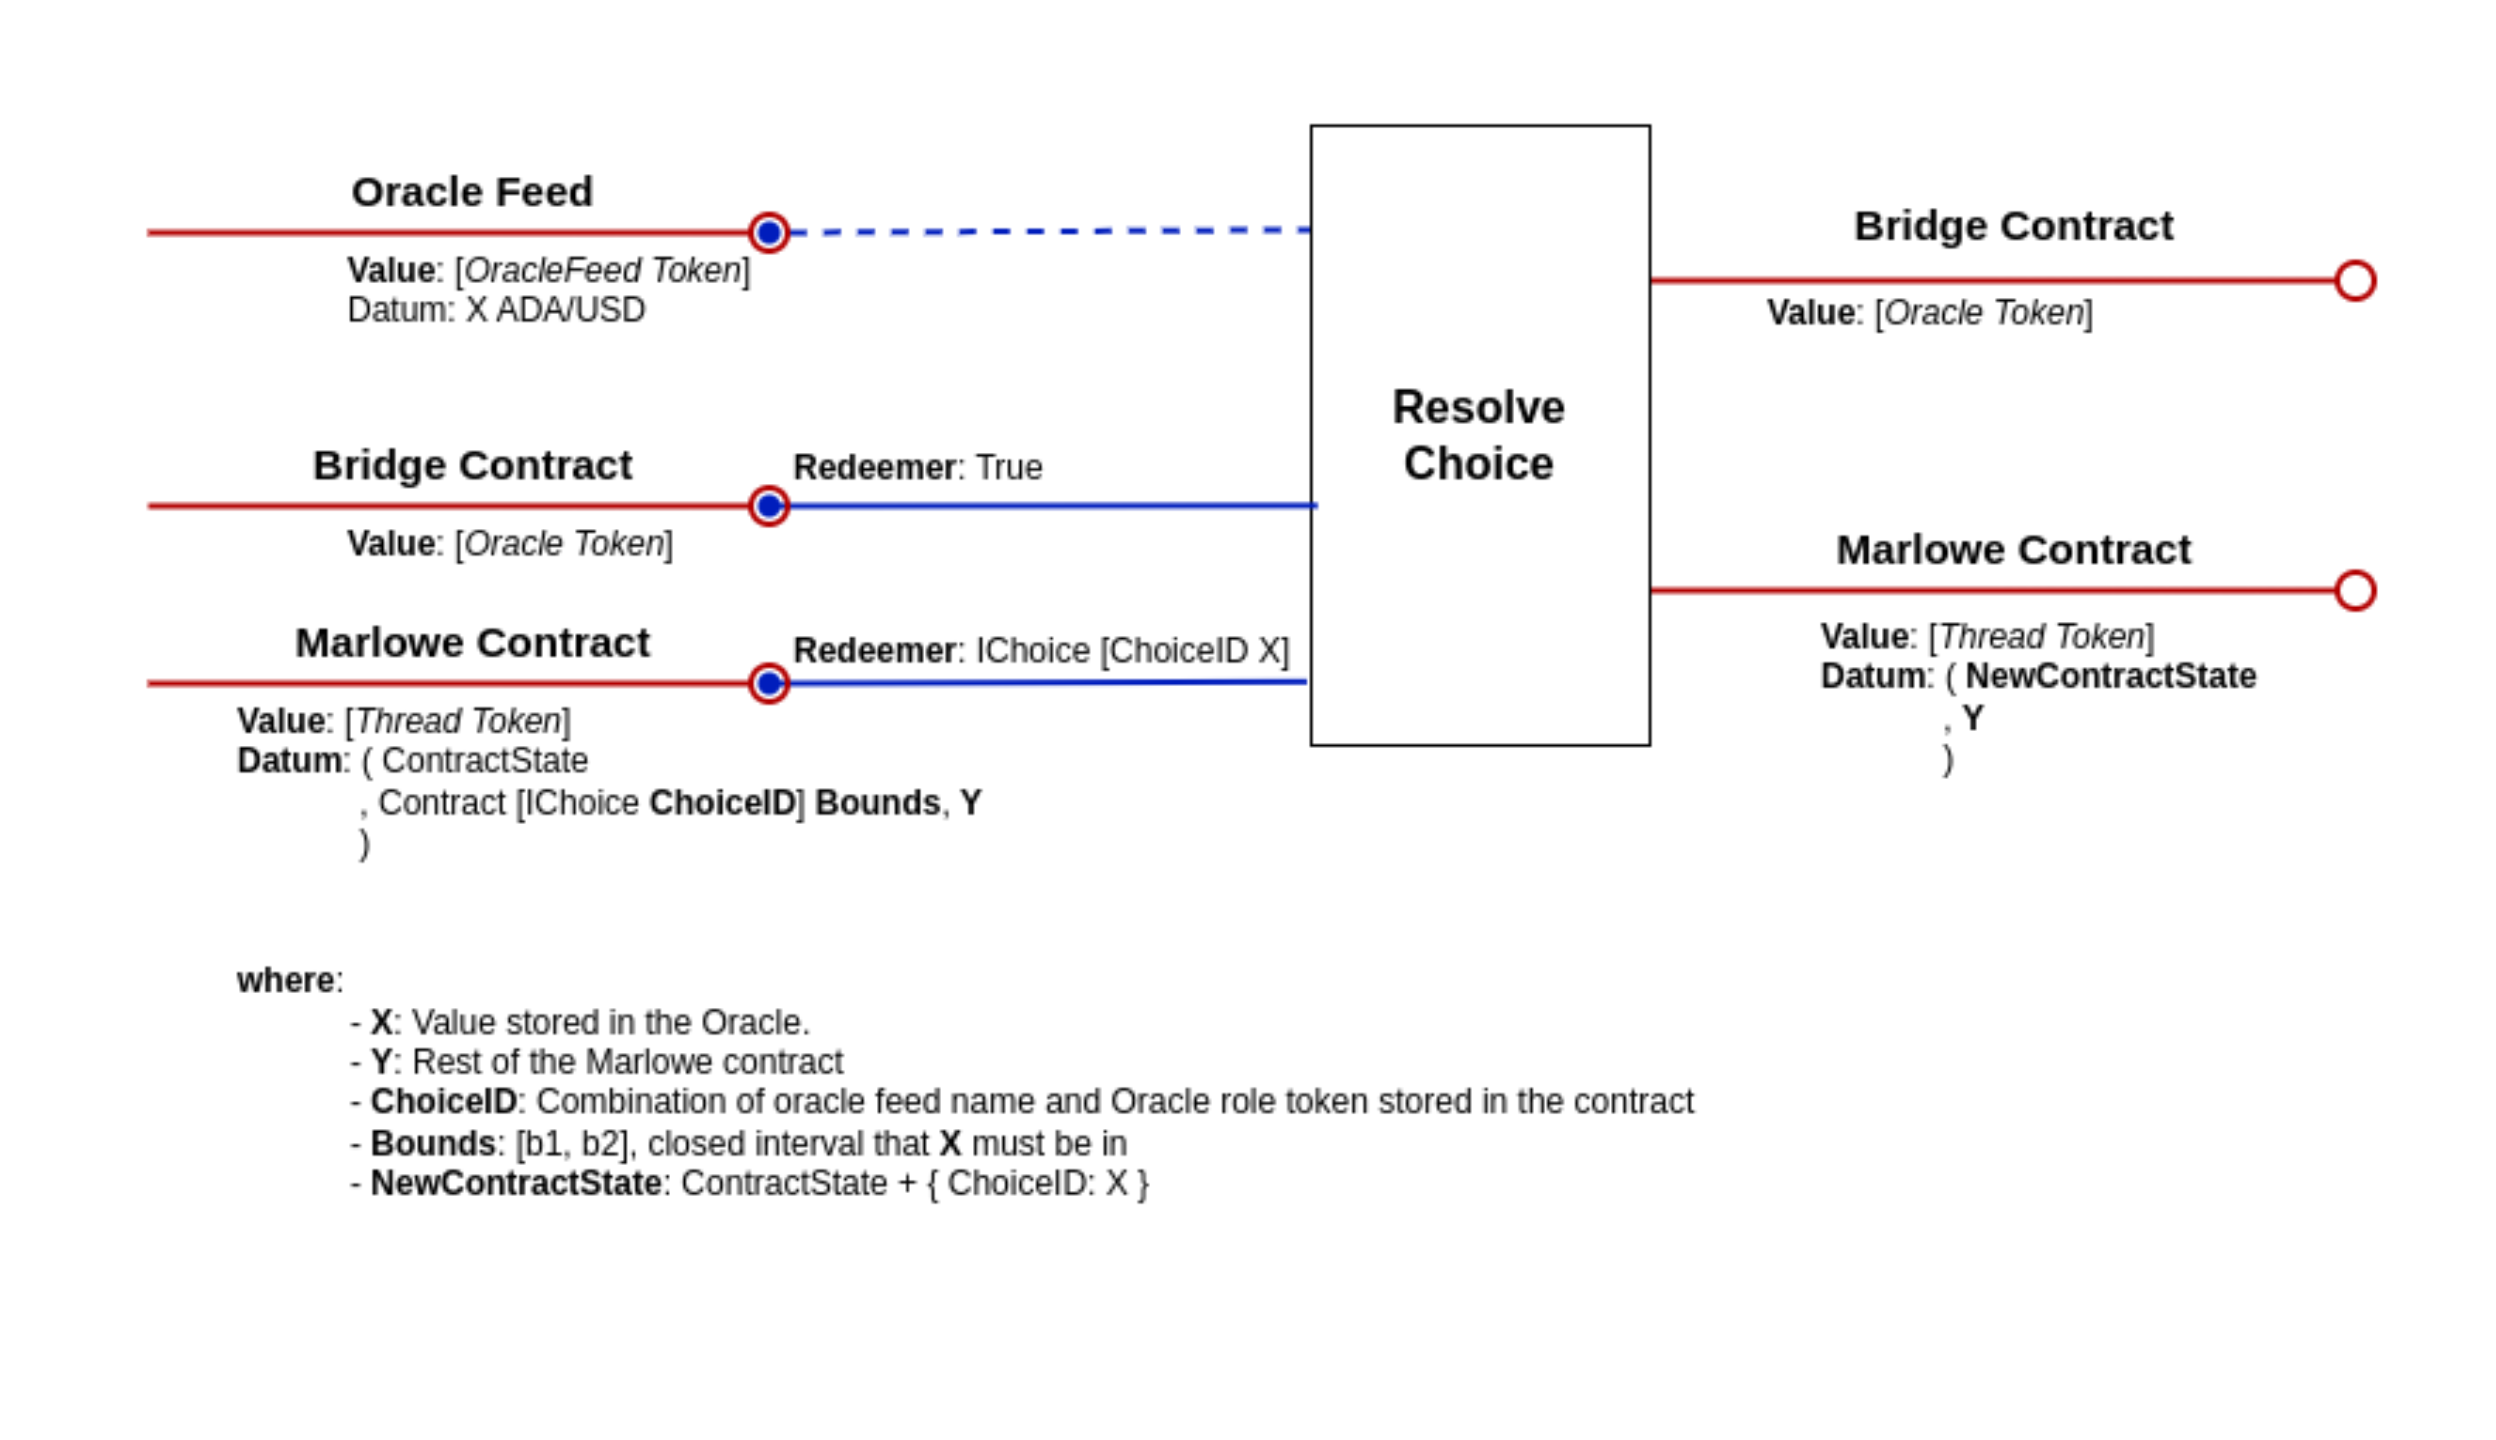 Oracle Feed
Value: [OracleFeed Token]
Datum: X ADA/USD
Bridge Contract
Redeemer: True
Value: [Oracle Token]
Marlowe Contract
Redeemer: IChoice [ChoiceID X]
Value: [Thread Token]
Datum: ( ContractState
, Contract [IChoice ChoiceID] Bounds, Y
)
Resolve
Choice
Bridge Contract
Value: [Oracle Token]
Marlowe Contract
Value: [Thread Token]
Datum: ( NewContractState
, Y
)
where:
- X: Value stored in the Oracle.
- Y: Rest of the Marlowe contract
- ChoiceID: Combination of oracle feed name and Oracle role token stored in the contract
- Bounds: [b1, b2], closed interval that X must be in
- NewContractState: ContractState + { ChoiceID: X }